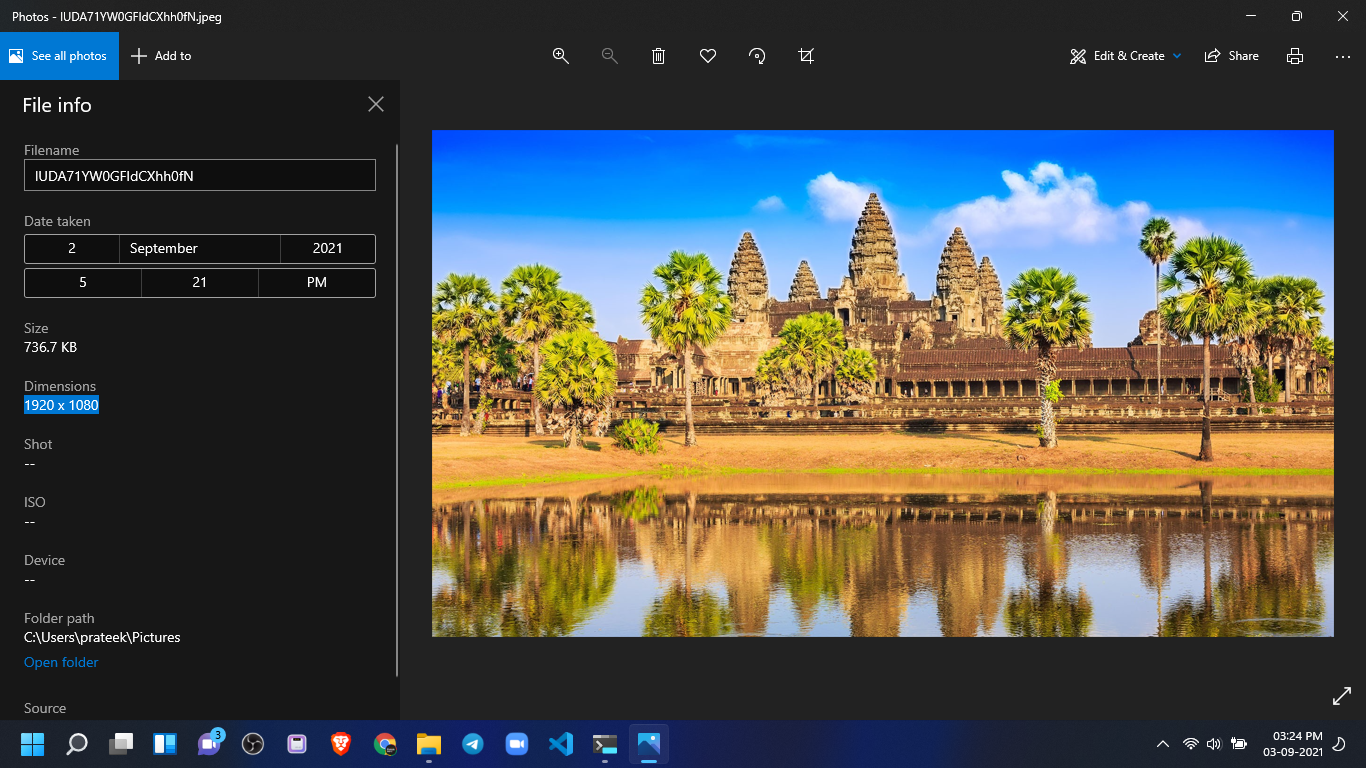 Photos - IUDA71YW0GFIdCXhh0fN.jpeg
See all photos
Add to
Edit & Create
Share
File info
Filename
IUDA71YW0GFIdCXhh0fN
Date taken
2 September 2021
5 21 PM
Size
736.7 KB
Dimensions
1920 x 1080
Shot
--
ISO
--
Device
--
Folder path
C:\Users\prateek\Pictures
Open folder
Source
3
03:24 PM
03-09-2021